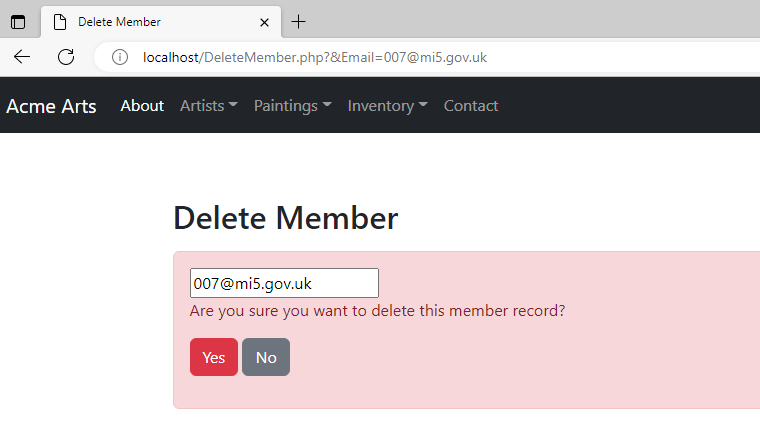 Delete Member
localhost/DeleteMember.php?&Email=007@mi5.gov.uk
Acme Arts About Artists Paintings Inventory Contact
Delete Member
007@mi5.gov.uk
Are you sure you want to delete this member record?
Yes No